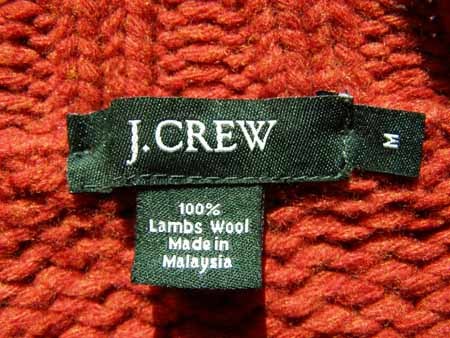 J.CREW
M
100%
Lambs Wool
Made in
Malaysia